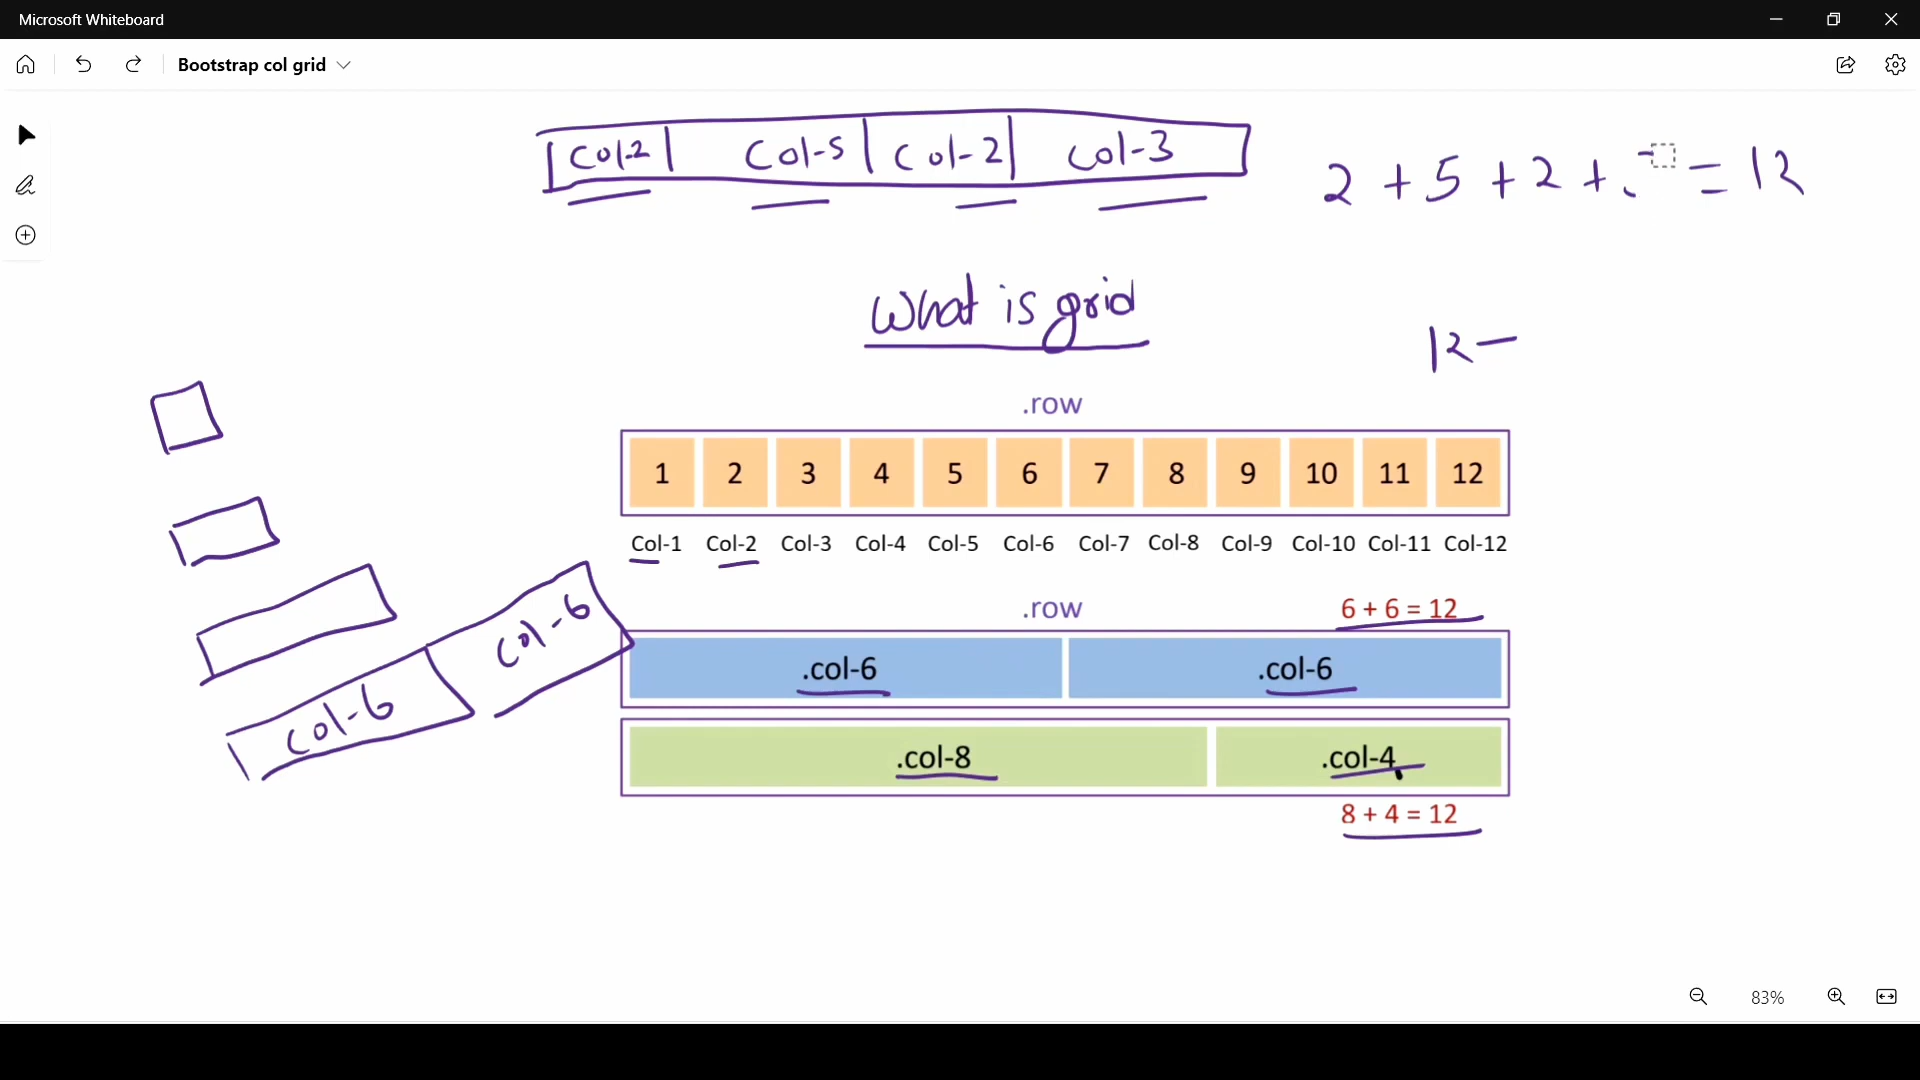 Microsoft Whiteboard
Bootstrap col grid
Col-2 Col-5 Col-2 Col-3
2 + 5 + 2 + = 12
What is grid
12 –
.row
1 2 3 4 5 6 7 8 9 10 11 12
Col-1 Col-2 Col-3 Col-4 Col-5 Col-6 Col-7 Col-8 Col-9 Col-10 Col-11 Col-12
.row
6 + 6 = 12
Col-6 Col-6
.col-6 .col-6
.col-8 .col-4
8 + 4 = 12
83%